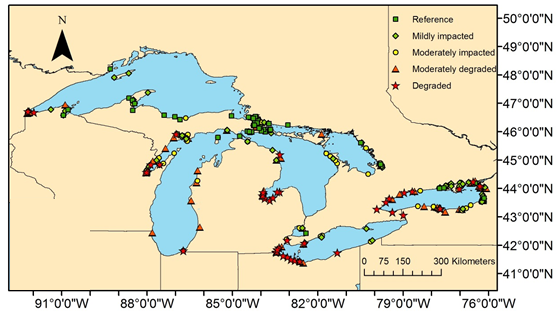 N
Reference
Mildly impacted
Moderately impacted
Moderately degraded
Degraded
50°0'0"N
49°0'0"N
48°0'0"N
47°0'0"N
46°0'0"N
45°0'0"N
44°0'0"N
43°0'0"N
42°0'0"N
41°0'0"N
0 75 150 300 Kilometers
91°0'0"W 88°0'0"W 85°0'0"W 82°0'0"W 79°0'0"W 76°0'0"W